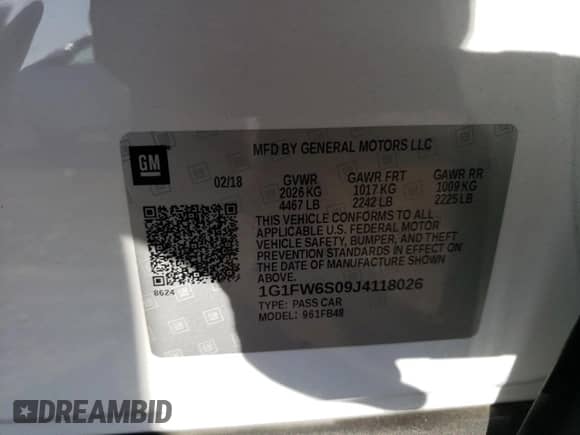 GM
MFD BY GENERAL MOTORS LLC
02/18 GVWR GAWR FRT GAWR RR
2026 KG 1017 KG 1009 KG
4467 LB 2242 LB 2225 LB
THIS VEHICLE CONFORMS TO ALL
APPLICABLE U.S. FEDERAL MOTOR
VEHICLE SAFETY, BUMPER, AND THEFT
PREVENTION STANDARDS IN EFFECT ON
THE DATE OF MANUFACTURE SHOWN
ABOVE.
8624
1G1FW6S09J4118026
TYPE: PASS CAR
MODEL: 961FB48
DREAMBID